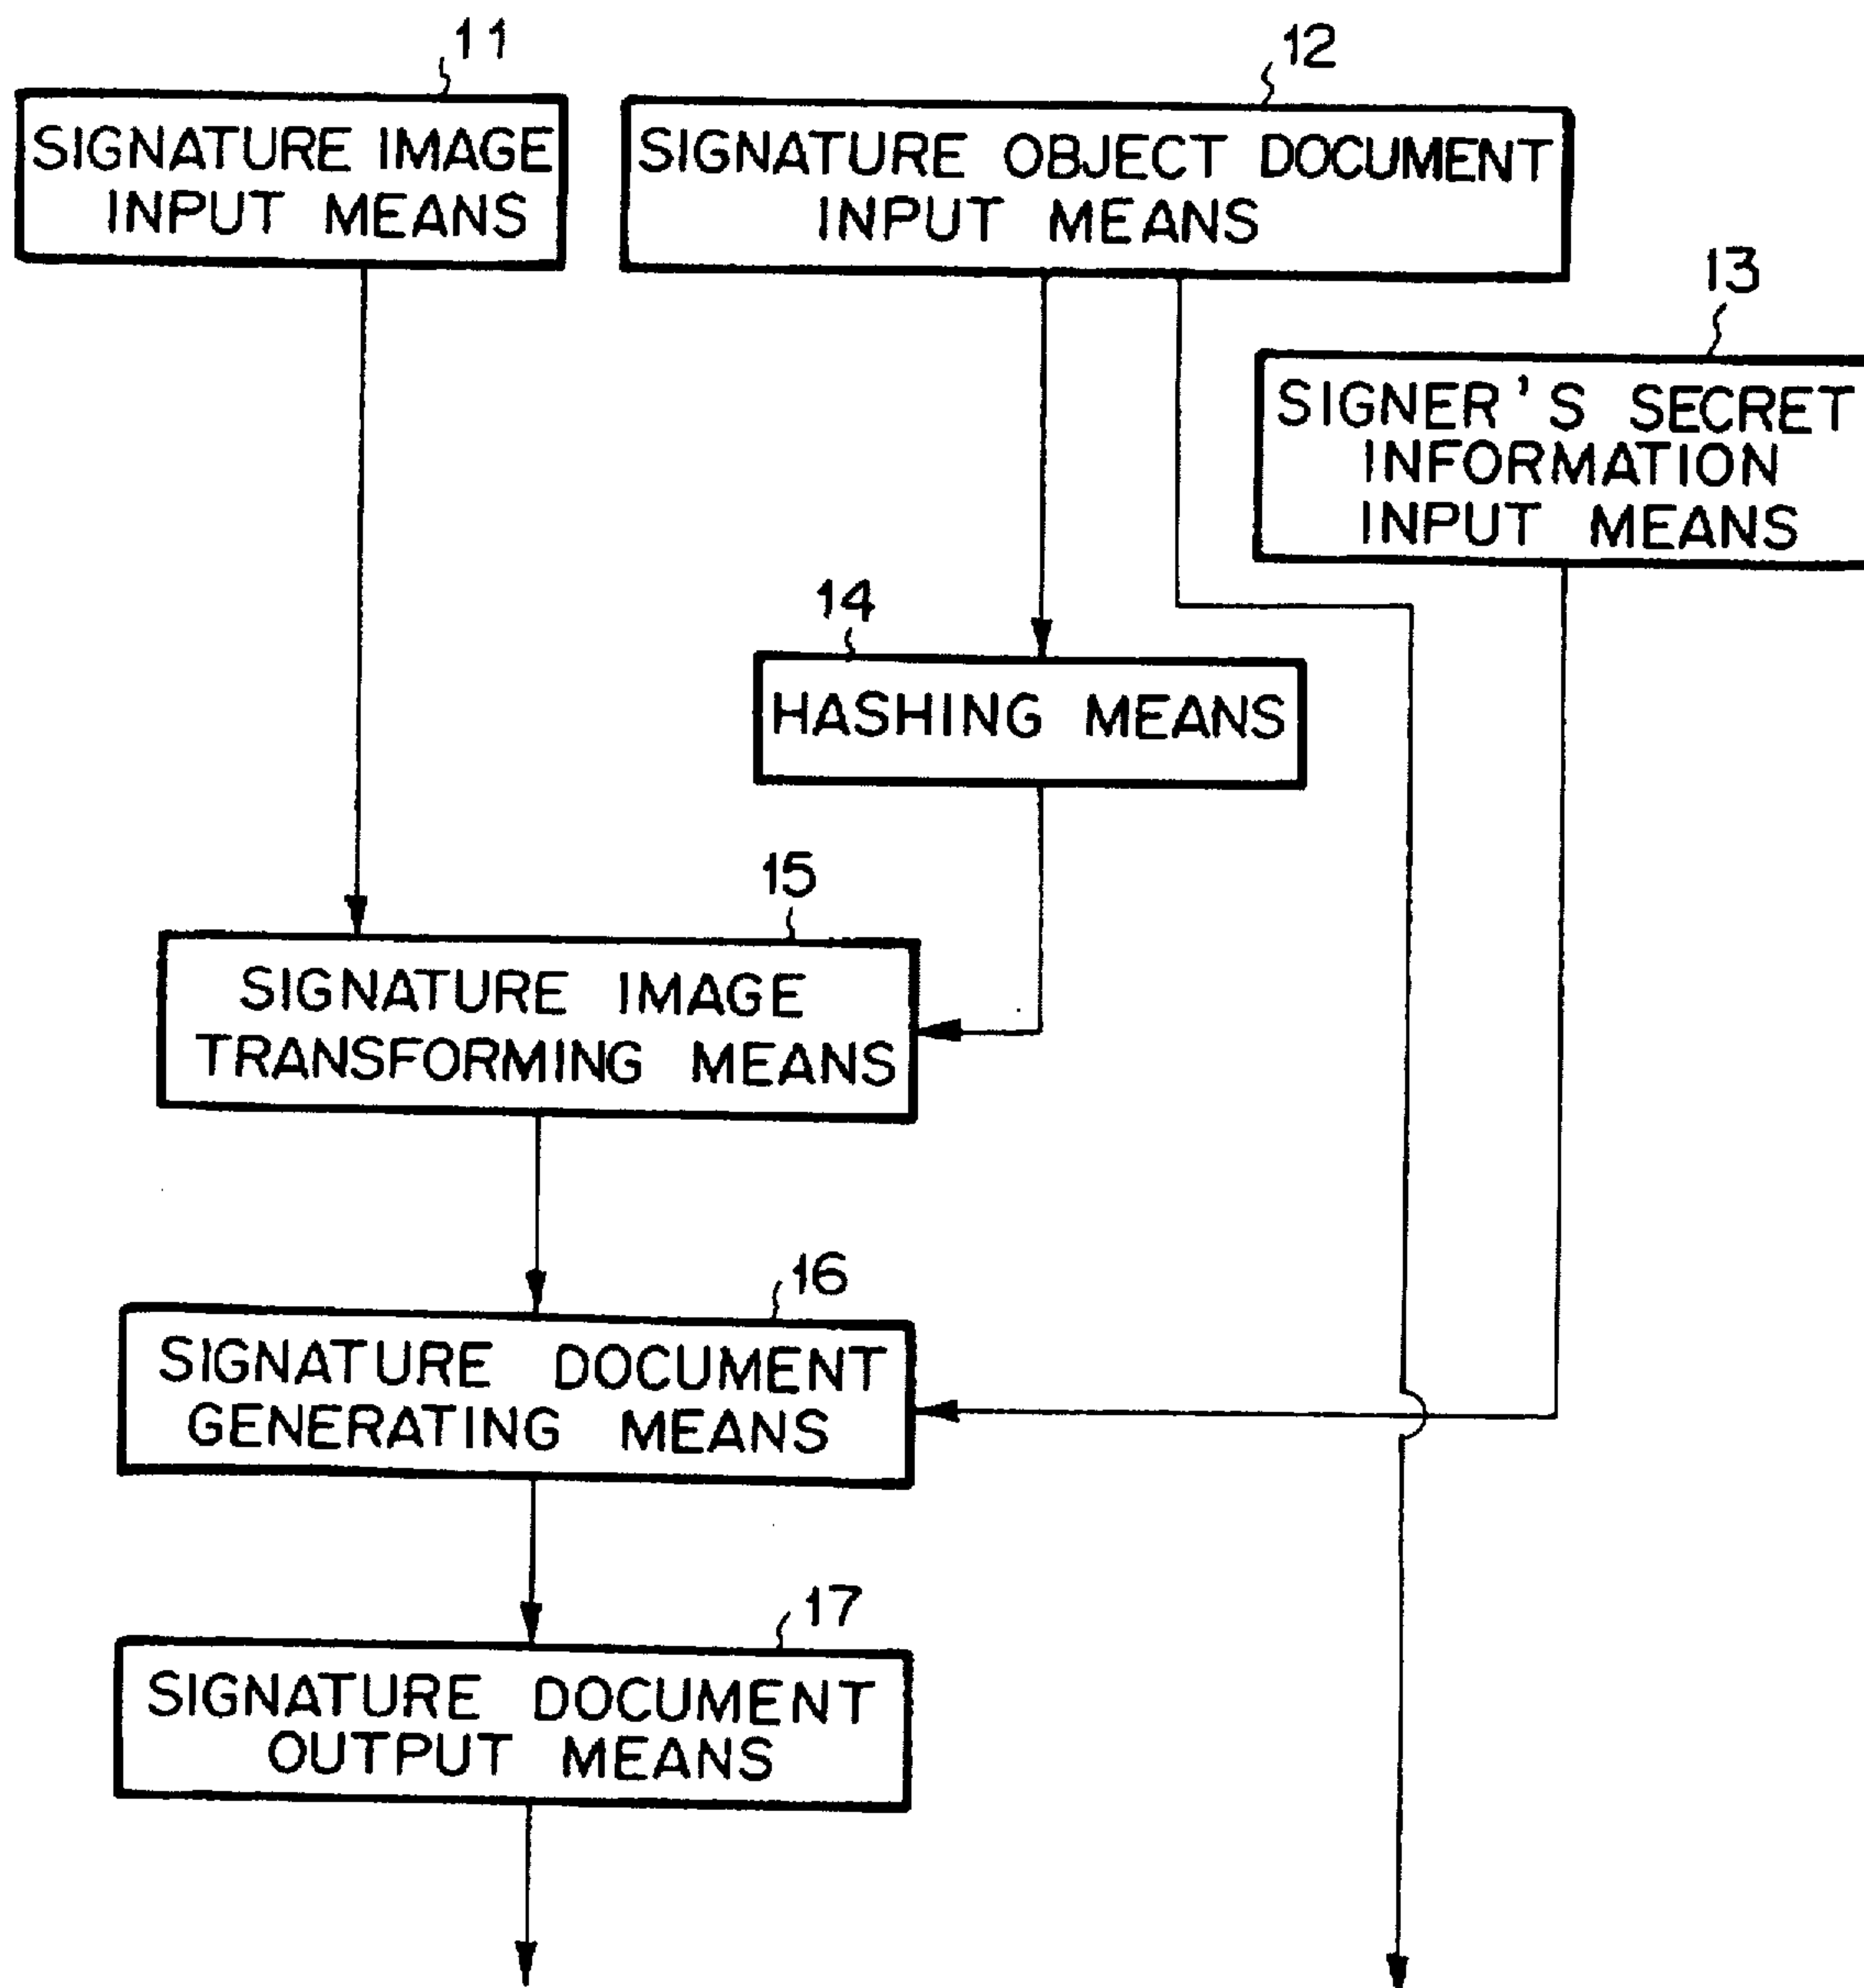 11
SIGNATURE IMAGE
INPUT MEANS
12
SIGNATURE OBJECT DOCUMENT
INPUT MEANS
13
SIGNER'S SECRET
INFORMATION
INPUT MEANS
14
HASHING MEANS
15
SIGNATURE IMAGE
TRANSFORMING MEANS
16
SIGNATURE DOCUMENT
GENERATING MEANS
17
SIGNATURE DOCUMENT
OUTPUT MEANS